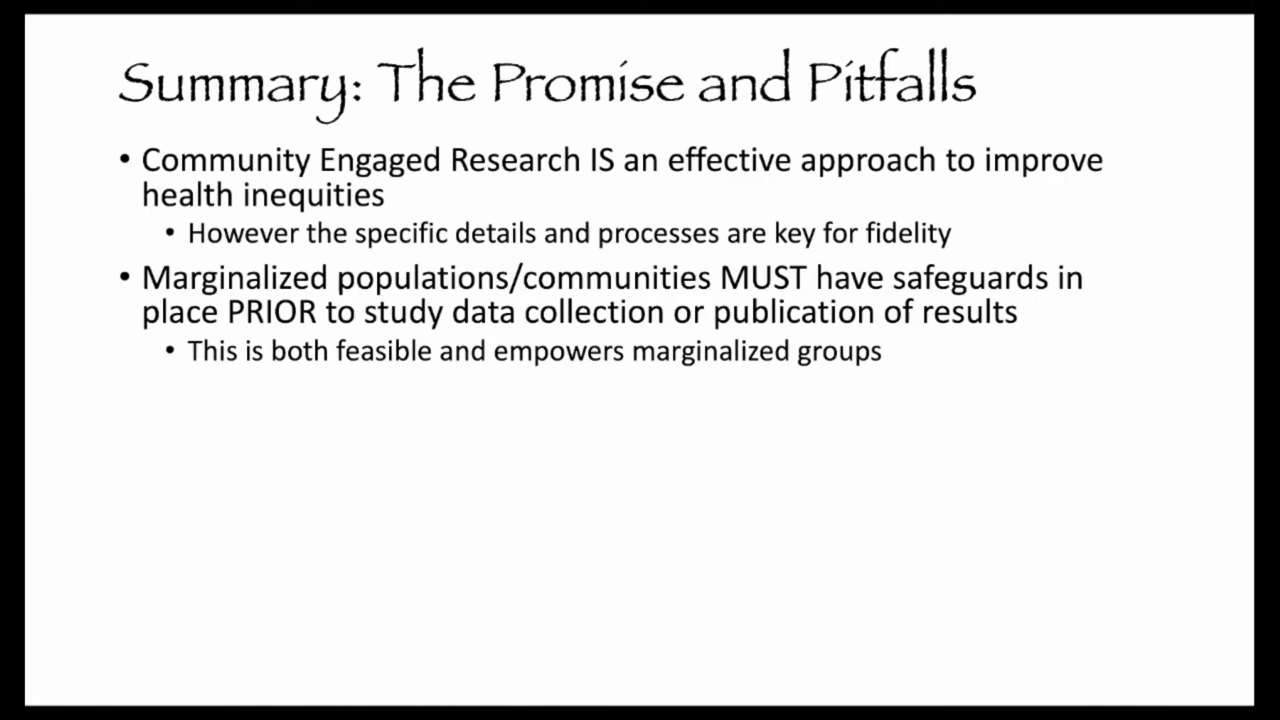 Summary: The Promise and Pitfalls
• Community Engaged Research IS an effective approach to improve
health inequities
• However the specific details and processes are key for fidelity
• Marginalized populations/communities MUST have safeguards in
place PRIOR to study data collection or publication of results
• This is both feasible and empowers marginalized groups